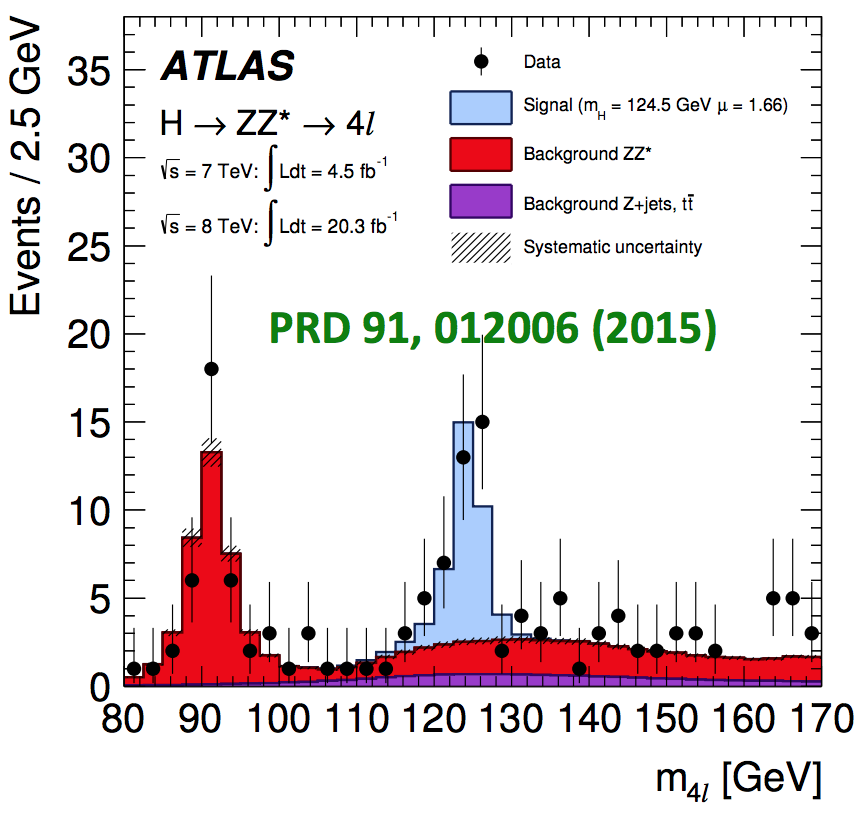 Events / 2.5 GeV
35
30
25
20
15
10
5
0
ATLAS
H → ZZ* → 4l
√s = 7 TeV: ∫Ldt = 4.5 fb⁻¹
√s = 8 TeV: ∫Ldt = 20.3 fb⁻¹
Data
Signal (m_H = 124.5 GeV μ = 1.66)
Background ZZ*
Background Z+jets, tt̄
Systematic uncertainty
PRD 91, 012006 (2015)
80 90 100 110 120 130 140 150 160 170
m₄l [GeV]